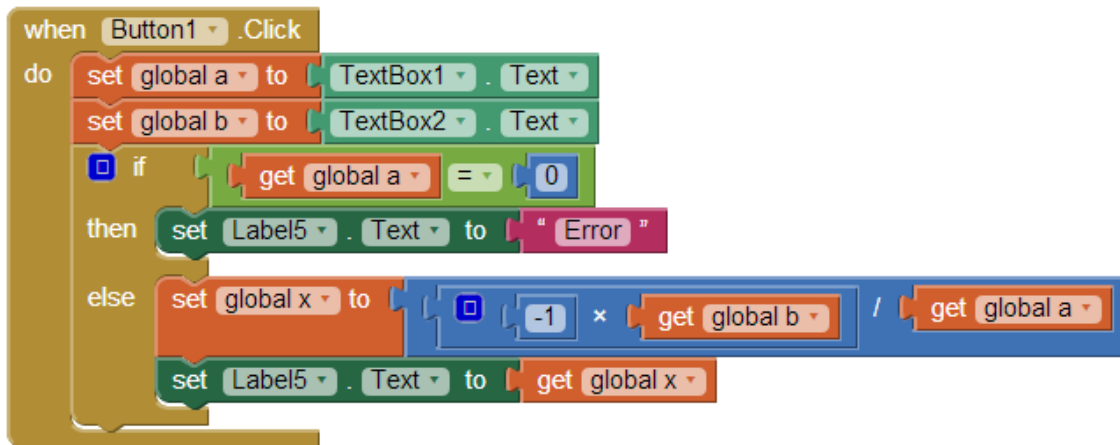 when Button1 .Click
do set global a to TextBox1 . Text
set global b to TextBox2 . Text
if get global a = 0
then set Label5 . Text to " Error "
else set global x to -1 × get global b / get global a
set Label5 . Text to get global x